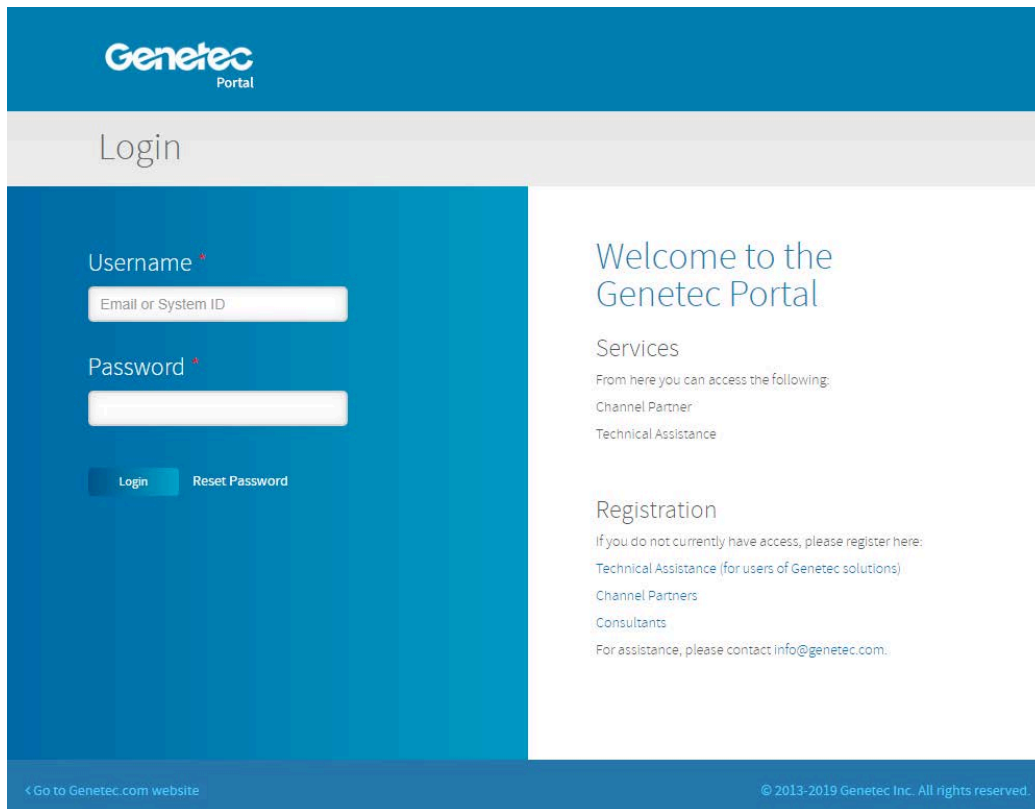 Genetec
Portal
Login
Username *
Email or System ID
Password *
Login Reset Password
Welcome to the
Genetec Portal
Services
From here you can access the following:
Channel Partner
Technical Assistance
Registration
If you do not currently have access, please register here:
Technical Assistance (for users of Genetec solutions)
Channel Partners
Consultants
For assistance, please contact info@genetec.com.
< Go to Genetec.com website
© 2013-2019 Genetec Inc. All rights reserved.